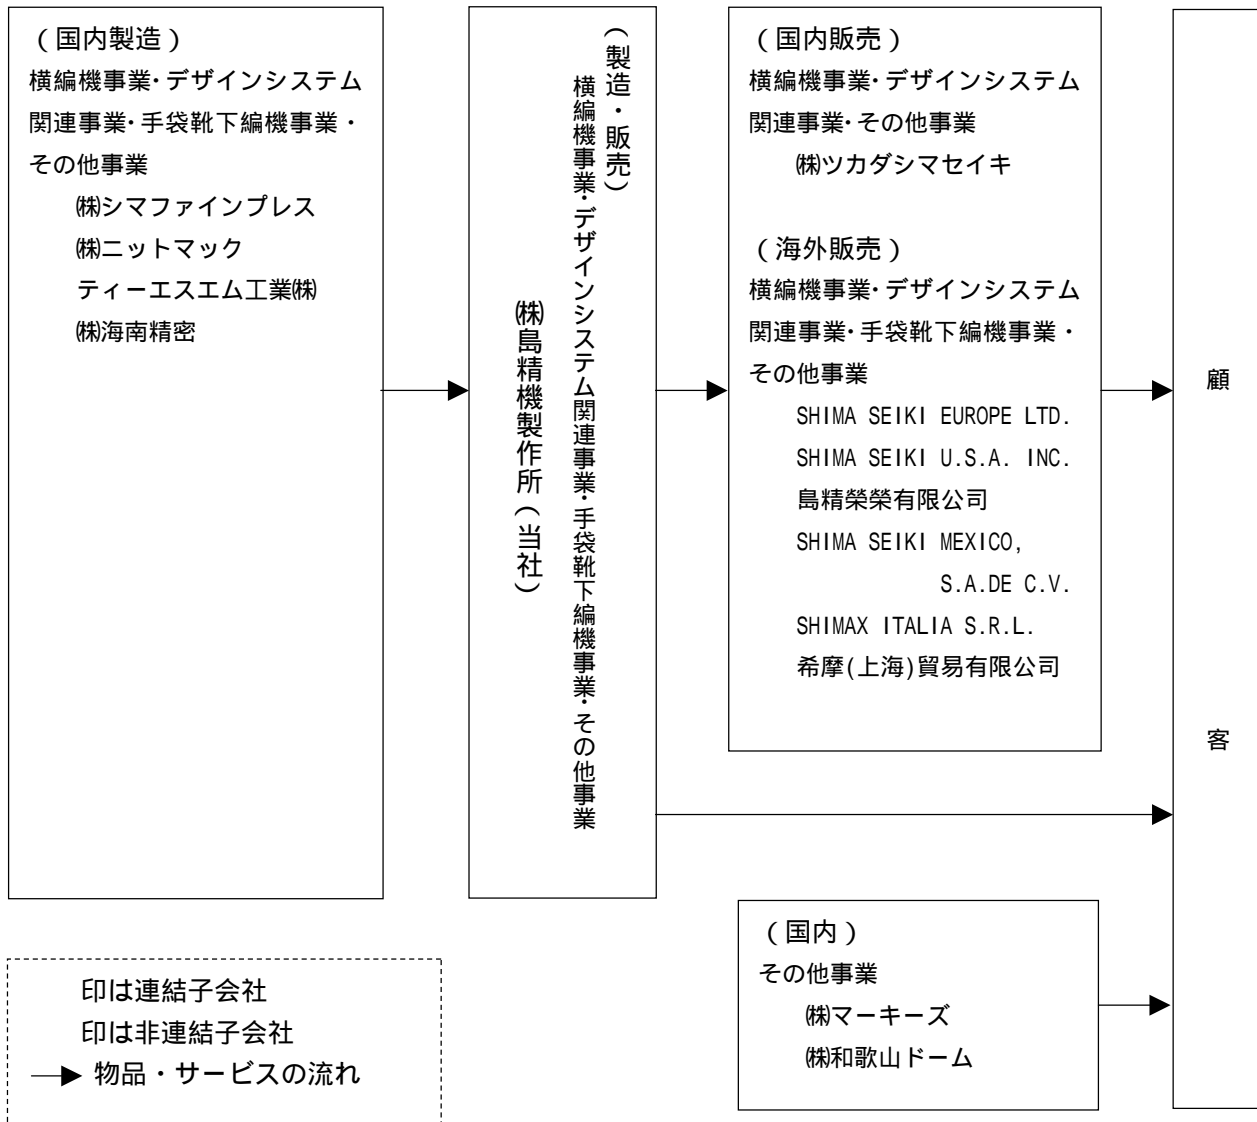 (国内製造)
横編機事業・デザインシステム
関連事業・手袋靴下編機事業・
その他事業
㈱シマファインプレス
㈱ニットマック
ティーエスエム工業㈱
㈱海南精密
(製造・販売)
横編機事業・デザインシステム関連事業・手袋靴下編機事業・その他事業
㈱島精機製作所(当社)
(国内販売)
横編機事業・デザインシステム
関連事業・その他事業
㈱ツカダシマセイキ
(海外販売)
横編機事業・デザインシステム
関連事業・手袋靴下編機事業・
その他事業
SHIMA SEIKI EUROPE LTD.
SHIMA SEIKI U.S.A. INC.
島精榮榮有限公司
SHIMA SEIKI MEXICO,
S.A.DE C.V.
SHIMAX ITALIA S.R.L.
希摩(上海)貿易有限公司
顧客
(国内)
その他事業
㈱マーキーズ
㈱和歌山ドーム
印は連結子会社
印は非連結子会社
物品・サービスの流れ